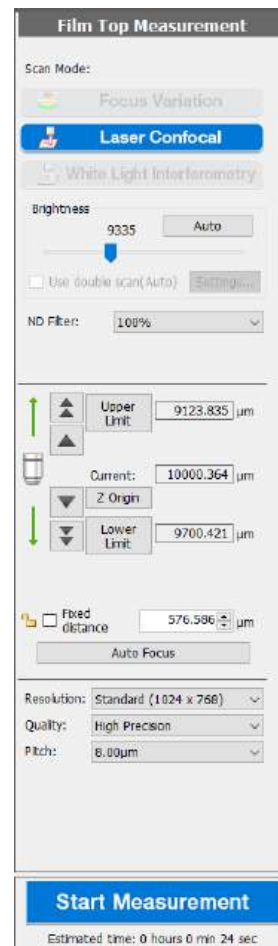 Film Top Measurement
Scan Mode:
Focus Variation
Laser Confocal
White Light Interferometry
Brightness
9335 Auto
Use double scan(Auto) Settings...
ND Filter: 100%
Upper Limit 9123.835 µm
Current: 10000.364 µm
Z Origin
Lower Limit 9700.421 µm
Fixed distance 576.586 µm
Auto Focus
Resolution: Standard (1024 x 768)
Quality: High Precision
Pitch: 8.00µm
Start Measurement
Estimated time: 0 hours 0 min 24 sec